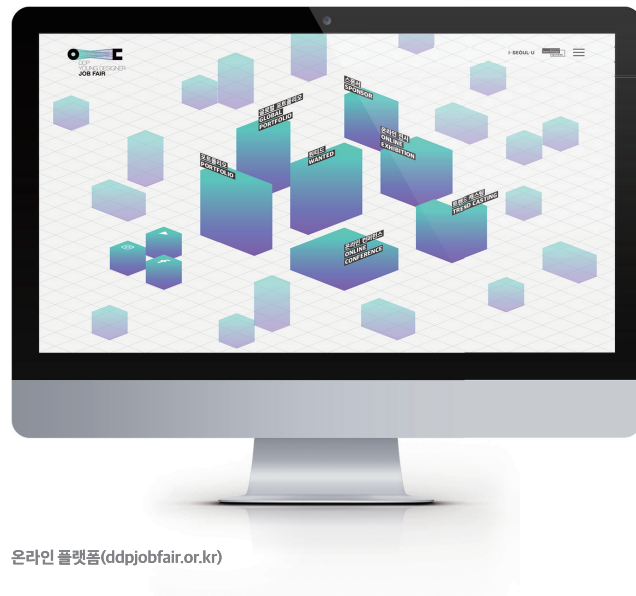 DDP
YOUNG DESIGNER
JOB FAIR
I·SEOUL·U
스폰서
SPONSOR
글로벌 포트폴리오
GLOBAL
PORTFOLIO
온라인 전시
ONLINE
EXHIBITION
원티드
WANTED
포트폴리오
PORTFOLIO
트렌드 캐스팅
TREND CASTING
온라인 컨퍼런스
ONLINE
CONFERENCE
온라인 플랫폼(ddpjobfair.or.kr)